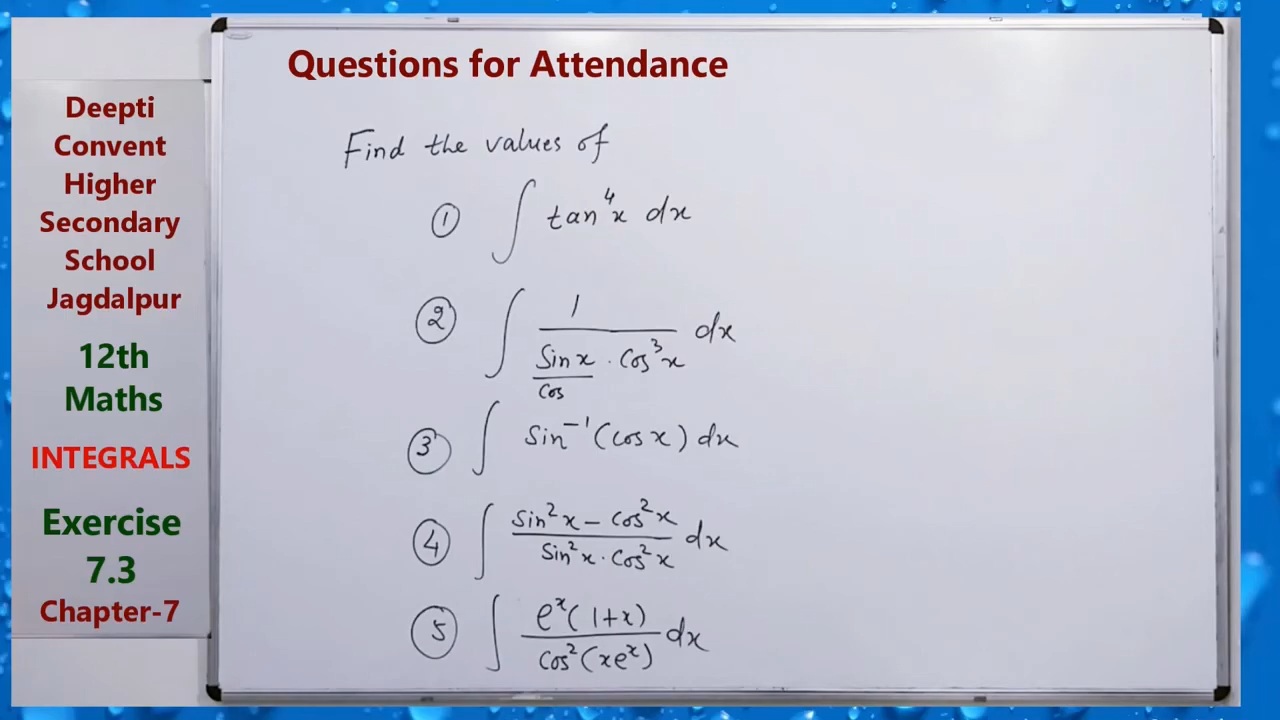 Questions for Attendance
Deepti
Convent
Higher
Secondary
School
Jagdalpur
12th
Maths
INTEGRALS
Exercise
7.3
Chapter-7
Find the values of
① ∫ tan⁴x dx
② ∫ 1 / (Sin x/Cos · Cos³x) dx
③ ∫ Sin⁻¹(Cos x) dx
④ ∫ (Sin²x − Cos²x) / (Sin²x · Cos²x) dx
⑤ ∫ eˣ(1+x) / Cos²(xeˣ) dx